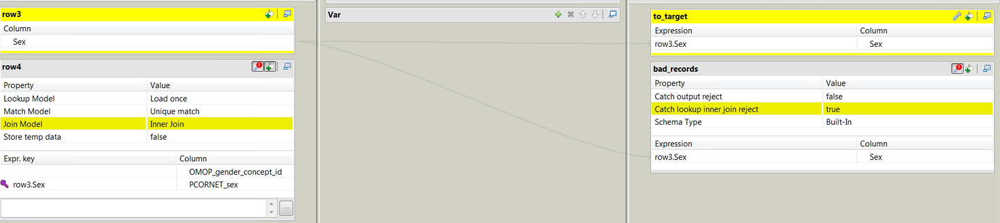 row3
Column
Sex
row4
Property Value
Lookup Model Load once
Match Model Unique match
Join Model Inner Join
Store temp data false
Expr. key Column
OMOP_gender_concept_id
row3.Sex PCORNET_sex
...
Var
to_target
Expression Column
row3.Sex Sex
bad_records
Property Value
Catch output reject false
Catch lookup inner join reject true
Schema Type Built-In
Expression Column
row3.Sex Sex